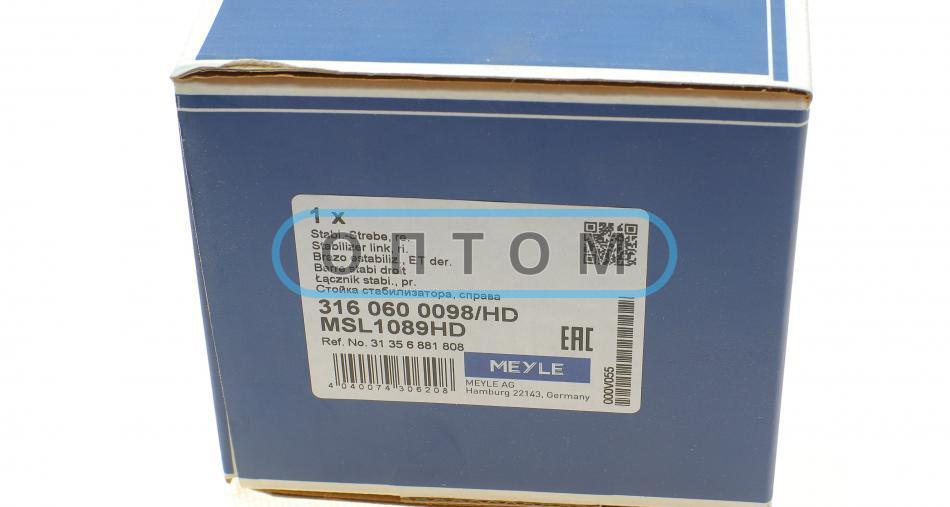 1 x
Stabi.-Strebe, re.
Stabilizer link, ri.
Brazo estabiliz., ET der.
Barre stabi droit
Łącznik stabi., pr.
Стойка стабилизатора, справа
ОПТОМ
316 060 0098/HD
MSL1089HD
Ref. No. 31 35 6 881 808
EAC
MEYLE
4 040074 306208
MEYLE AG
Hamburg 22143, Germany
000V055